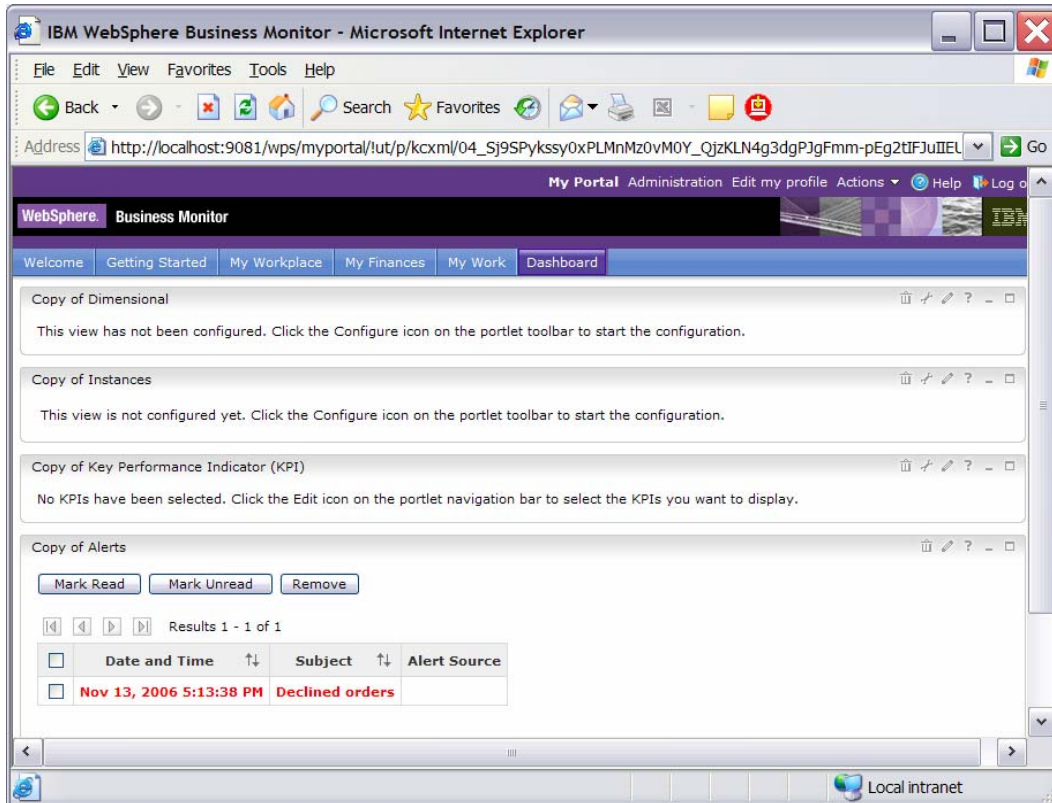 IBM WebSphere Business Monitor - Microsoft Internet Explorer
File Edit View Favorites Tools Help
Back Search Favorites
Address http://localhost:9081/wps/myportal/!ut/p/kcxml/04_Sj9SPykssy0xPLMnMz0vM0Y_QjzKLN4g3dgPJgFmm-pEg2tIFJuIIEU Go
My Portal Administration Edit my profile Actions Help Log o
WebSphere. Business Monitor IBM
Welcome Getting Started My Workplace My Finances My Work Dashboard
Copy of Dimensional
This view has not been configured. Click the Configure icon on the portlet toolbar to start the configuration.
Copy of Instances
This view is not configured yet. Click the Configure icon on the portlet toolbar to start the configuration.
Copy of Key Performance Indicator (KPI)
No KPIs have been selected. Click the Edit icon on the portlet navigation bar to select the KPIs you want to display.
Copy of Alerts
Mark Read Mark Unread Remove
Results 1 - 1 of 1
Date and Time Subject Alert Source
Nov 13, 2006 5:13:38 PM Declined orders
Local intranet